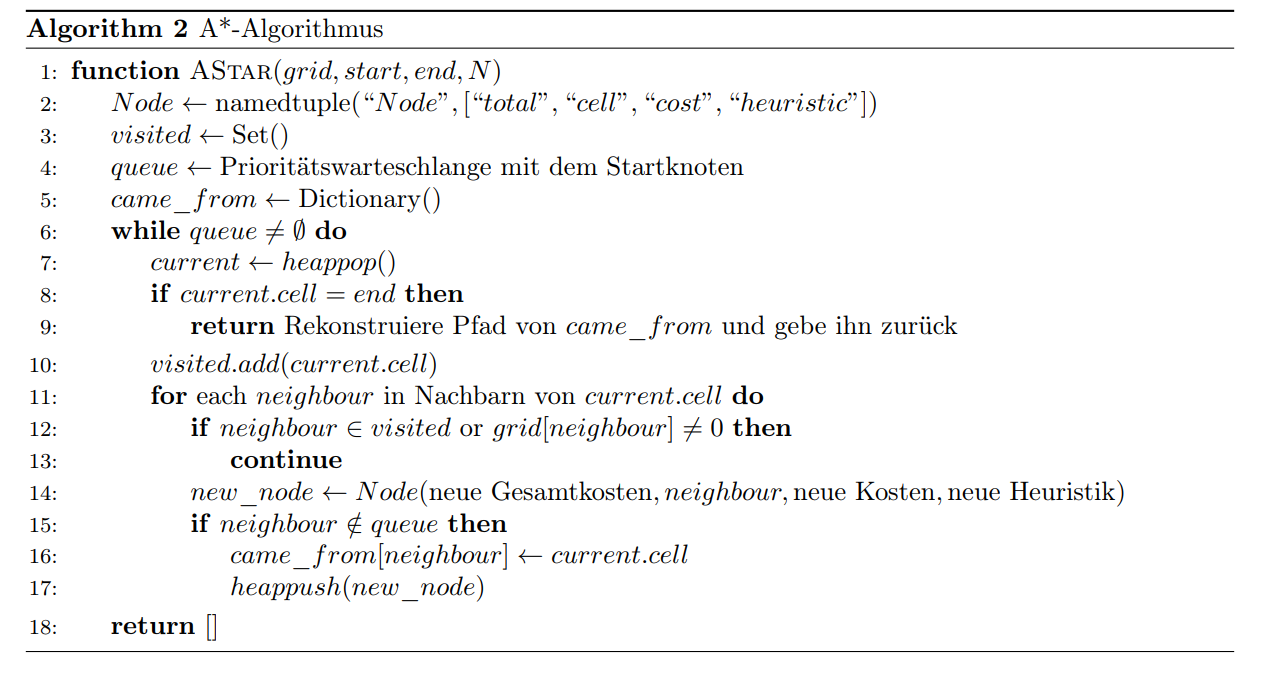 Algorithm 2 A*-Algorithmus
1: function ASTAR(grid, start, end, N)
2: Node ← namedtuple(“Node”, [“total”, “cell”, “cost”, “heuristic”])
3: visited ← Set()
4: queue ← Prioritätswarteschlange mit dem Startknoten
5: came_from ← Dictionary()
6: while queue ≠ ∅ do
7: current ← heappop()
8: if current.cell = end then
9: return Rekonstruiere Pfad von came_from und gebe ihn zurück
10: visited.add(current.cell)
11: for each neighbour in Nachbarn von current.cell do
12: if neighbour ∈ visited or grid[neighbour] ≠ 0 then
13: continue
14: new_node ← Node(neue Gesamtkosten, neighbour, neue Kosten, neue Heuristik)
15: if neighbour ∉ queue then
16: came_from[neighbour] ← current.cell
17: heappush(new_node)
18: return []